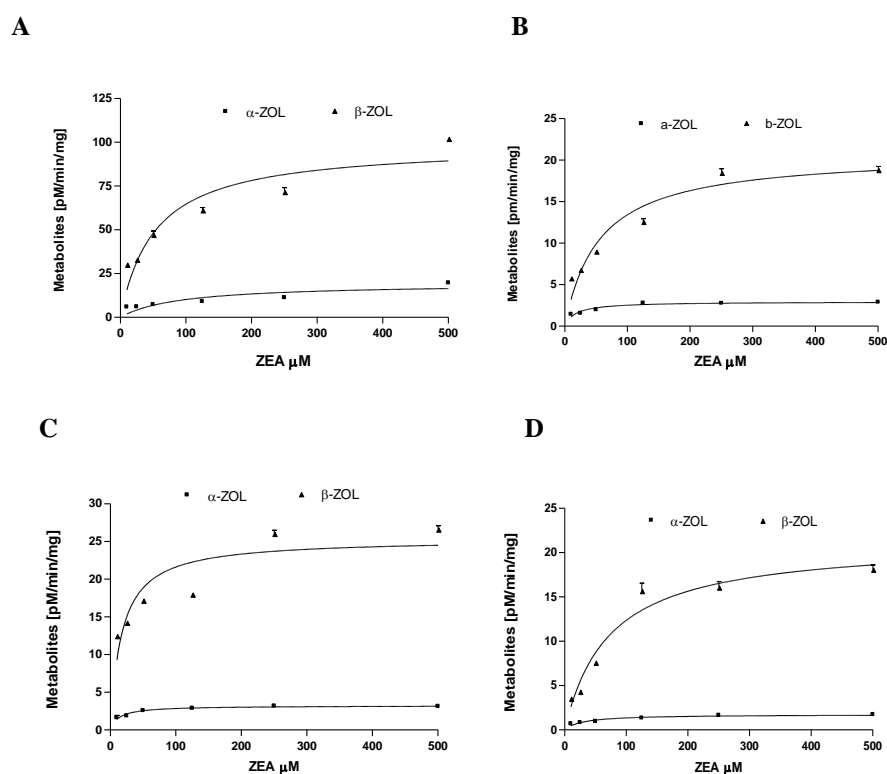 A
α-ZOL β-ZOL
Metabolites [pM/min/mg]
125
100
75
50
25
0
0 100 200 300 400 500
ZEA µM
B
a-ZOL b-ZOL
Metabolites [pm/min/mg]
25
20
15
10
5
0
0 100 200 300 400 500
ZEA µM
C
α-ZOL β-ZOL
Metabolites [pM/min/mg]
30
25
20
15
10
5
0
0 100 200 300 400 500
ZEA µM
D
α-ZOL β-ZOL
Metabolites [pM/min/mg]
25
20
15
10
5
0
0 100 200 300 400 500
ZEA µM